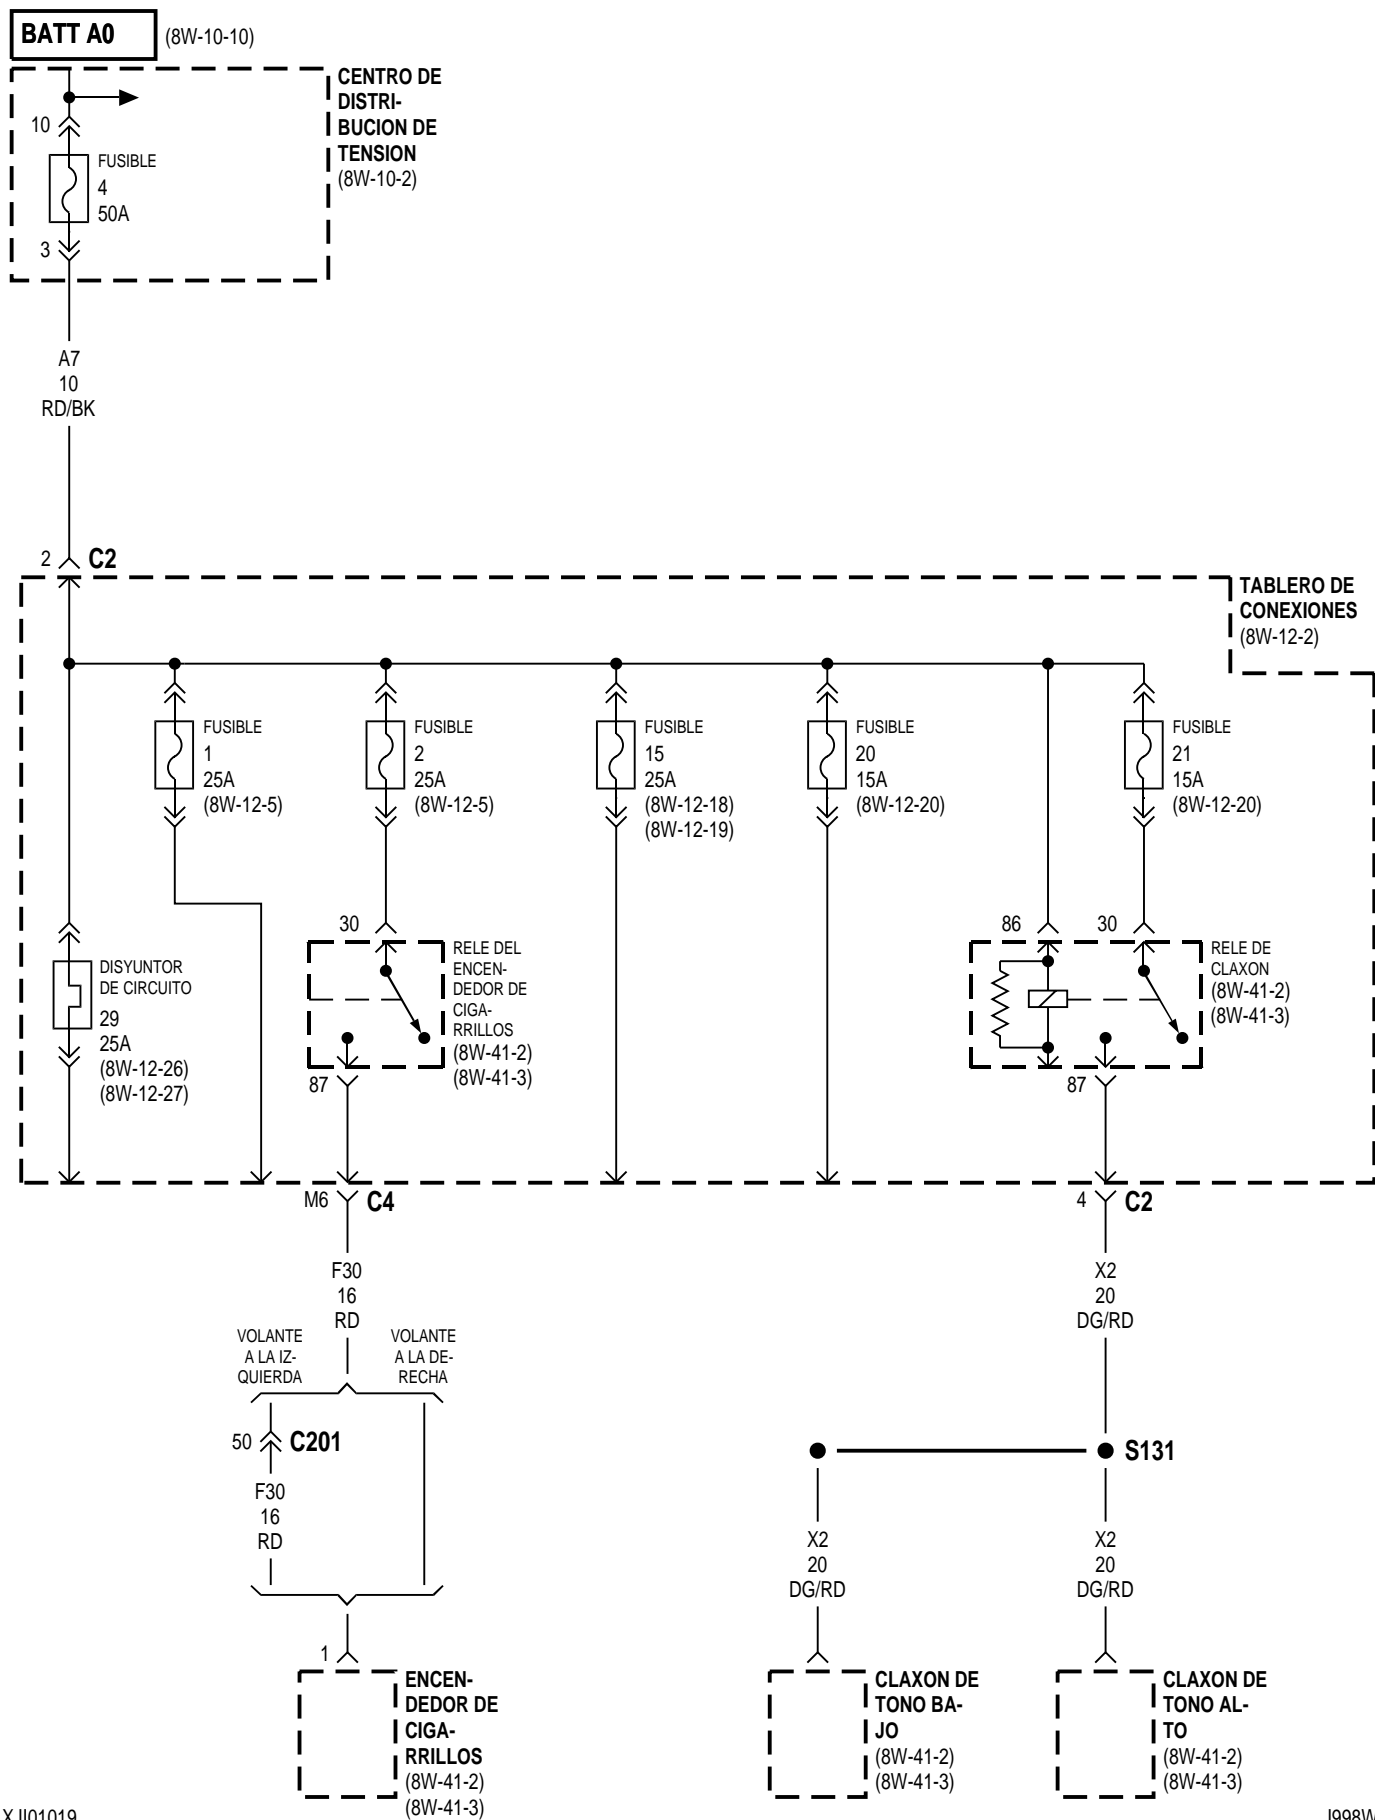 BATT A0
(8W-10-10)
CENTRO DE
DISTRI-
BUCION DE
TENSION
(8W-10-2)
10
FUSIBLE
4
50A
3
A7
10
RD/BK
2
C2
TABLERO DE
CONEXIONES
(8W-12-2)
FUSIBLE
1
25A
(8W-12-5)
FUSIBLE
2
25A
(8W-12-5)
FUSIBLE
15
25A
(8W-12-18)
(8W-12-19)
FUSIBLE
20
15A
(8W-12-20)
FUSIBLE
21
15A
(8W-12-20)
DISYUNTOR
DE CIRCUITO
29
25A
(8W-12-26)
(8W-12-27)
30
RELE DEL
ENCEN-
DEDOR DE
CIGA-
RRILLOS
(8W-41-2)
(8W-41-3)
87
86
30
RELE DE
CLAXON
(8W-41-2)
(8W-41-3)
87
M6
C4
4
C2
F30
16
RD
X2
20
DG/RD
VOLANTE
A LA IZ-
QUIERDA
VOLANTE
A LA DE-
RECHA
50
C201
F30
16
RD
S131
X2
20
DG/RD
X2
20
DG/RD
1
ENCEN-
DEDOR DE
CIGA-
RRILLOS
(8W-41-2)
(8W-41-3)
CLAXON DE
TONO BA-
JO
(8W-41-2)
(8W-41-3)
CLAXON DE
TONO AL-
TO
(8W-41-2)
(8W-41-3)